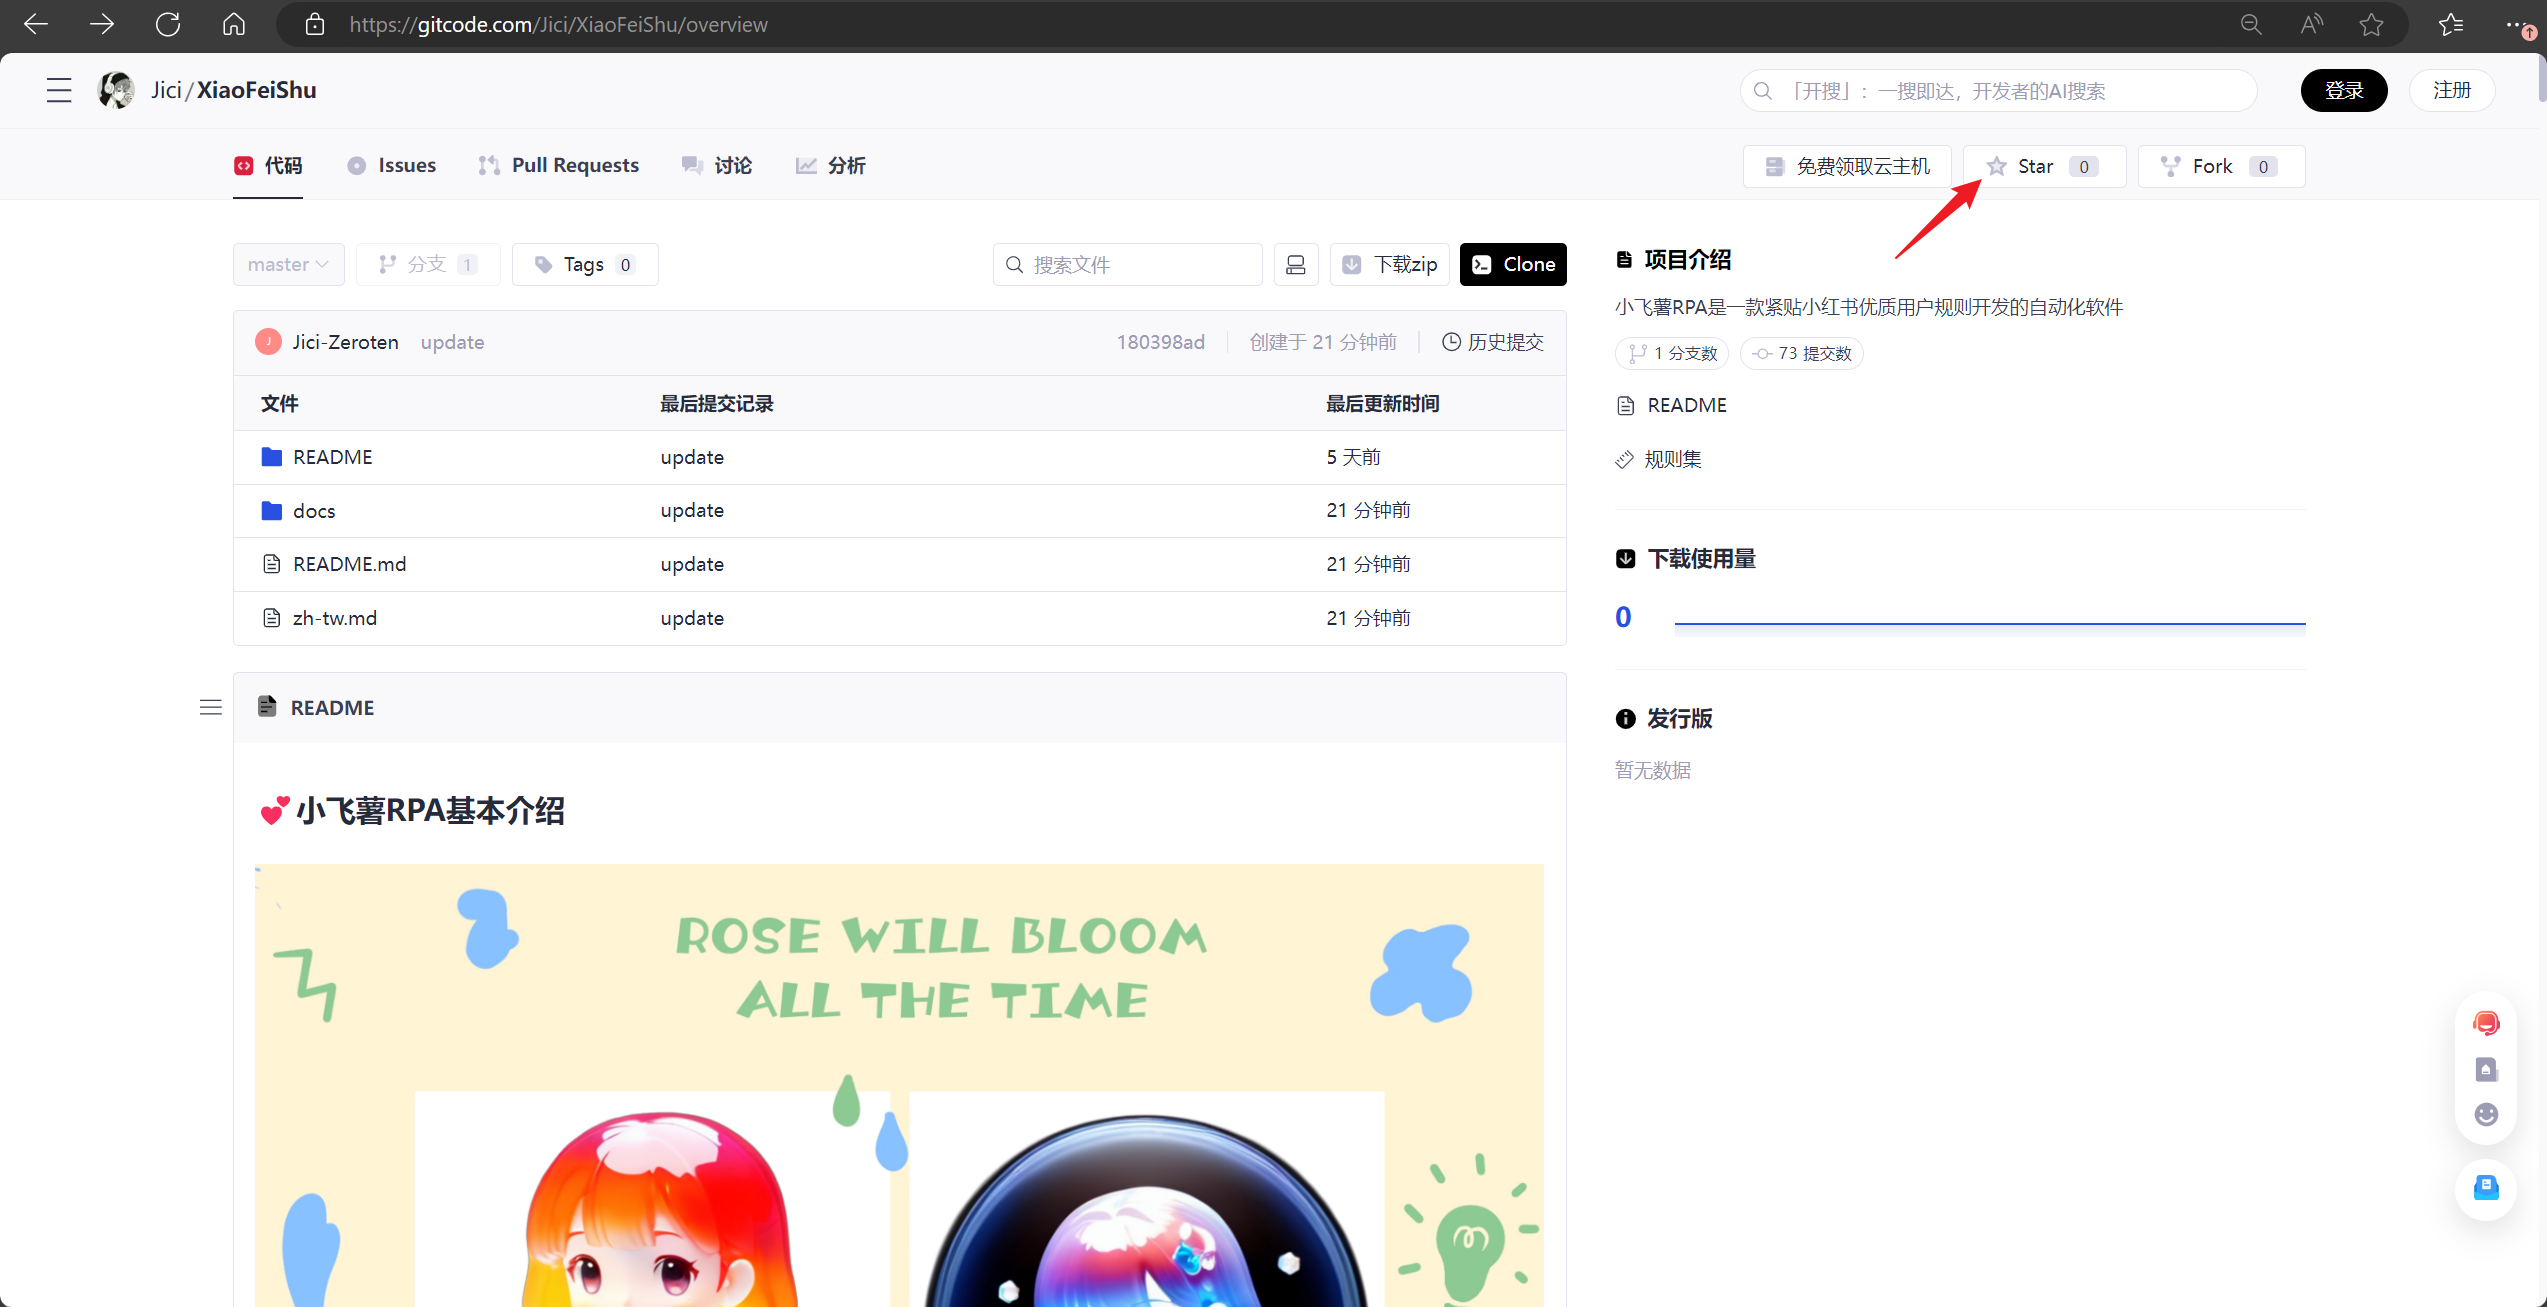 https://gitcode.com/Jici/XiaoFeiShu/overview
Jici/XiaoFeiShu
「开搜」：一搜即达，开发者的AI搜索
登录
注册
代码
Issues
Pull Requests
讨论
分析
免费领取云主机
Star 0
Fork 0
master
分支 1
Tags 0
搜索文件
下载zip
Clone
J
Jici-Zeroten update
180398ad
创建于 21 分钟前
历史提交
文件 最后提交记录 最后更新时间
README update 5 天前
docs update 21 分钟前
README.md update 21 分钟前
zh-tw.md update 21 分钟前
README
💕小飞薯RPA基本介绍
ROSE WILL BLOOM
ALL THE TIME
项目介绍
小飞薯RPA是一款紧贴小红书优质用户规则开发的自动化软件
1 分支数
73 提交数
README
规则集
下载使用量
0
发行版
暂无数据